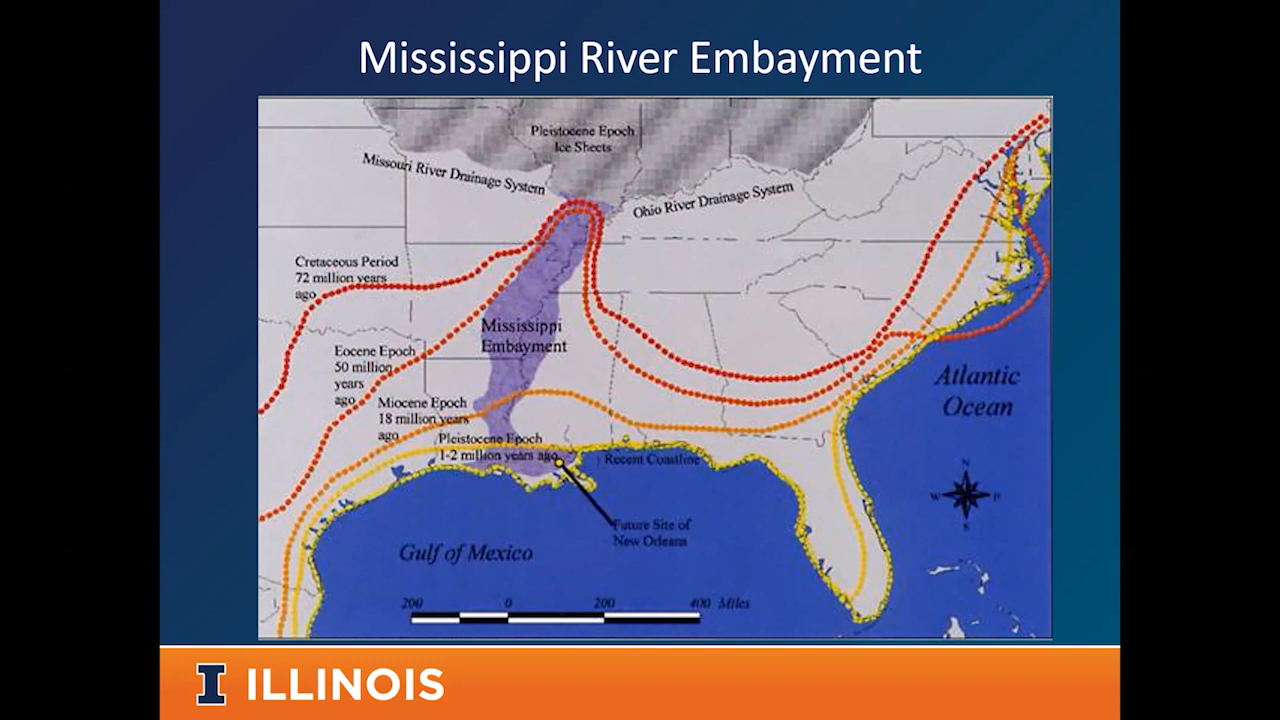 Mississippi River Embayment
Pleistocene Epoch
Ice Sheets
Missouri River Drainage System
Ohio River Drainage System
Cretaceous Period
72 million years
ago
Mississippi
Embayment
Eocene Epoch
50 million
years
ago
Miocene Epoch
18 million years
ago
Pleistocene Epoch
1-2 million years ago
Recent Coastline
Atlantic
Ocean
N
W
S
Future Site of
New Orleans
Gulf of Mexico
200 0 200 400 Miles
I ILLINOIS